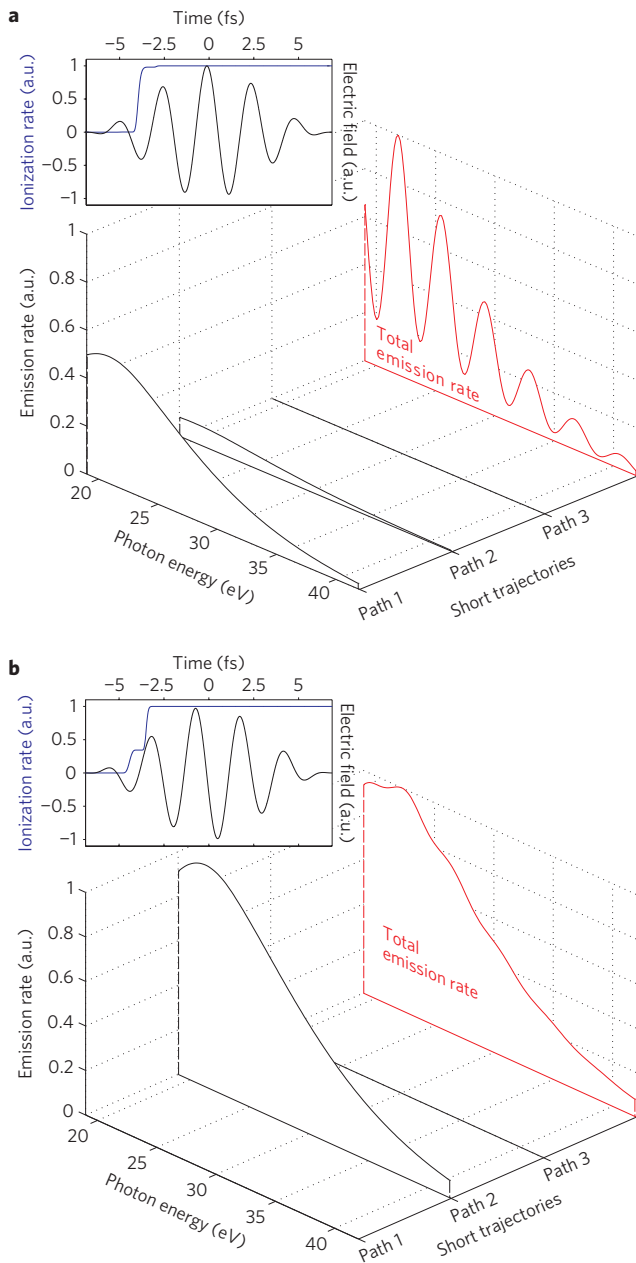 a
Time (fs)
−5 −2.5 0 2.5 5
Ionization rate (a.u.)
1
0.5
0
−0.5
−1
Electric field (a.u.)
Emission rate (a.u.)
1
0.8
0.6
0.4
0.2
0
Total
emission rate
20
25
30
35
40
Photon energy (eV)
Path 1
Path 2
Path 3
Short trajectories
b
Time (fs)
−5 −2.5 0 2.5 5
Ionization rate (a.u.)
1
0.5
0
−0.5
−1
Electric field (a.u.)
Emission rate (a.u.)
1
0.8
0.6
0.4
0.2
0
Total
emission rate
20
25
30
35
40
Photon energy (eV)
Path 1
Path 2
Path 3
Short trajectories